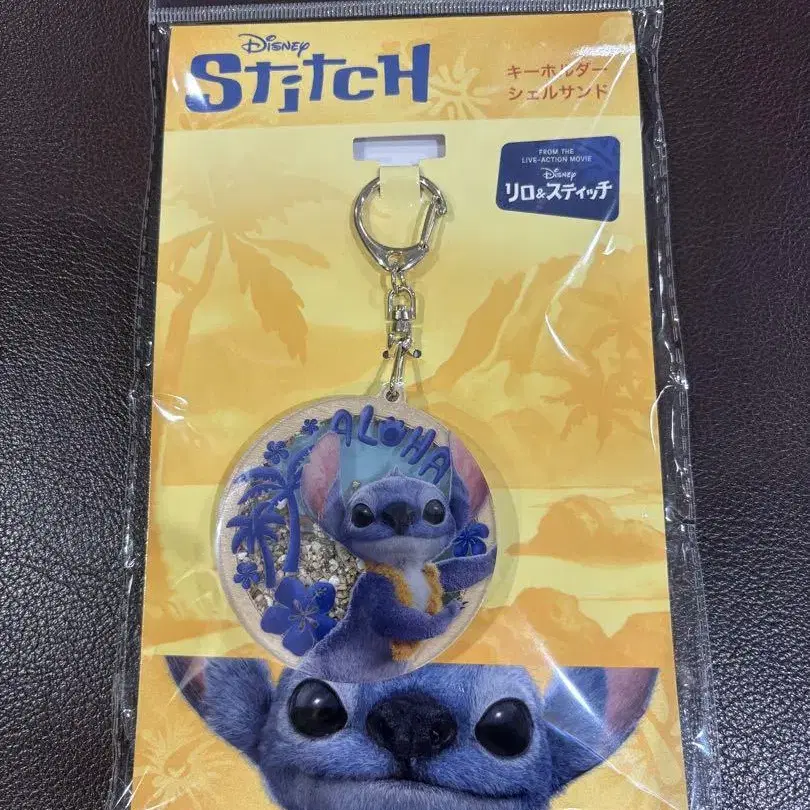 Disney
Stitch
キーホルダー
シェルサンド
FROM THE
LIVE-ACTION MOVIE
Disney
リロ&スティッチ
ALOHA